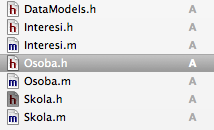 h DataModels.h A
h Interesi.h A
m Interesi.m A
h Osoba.h A
m Osoba.m A
h Skola.h A
m Skola.m A